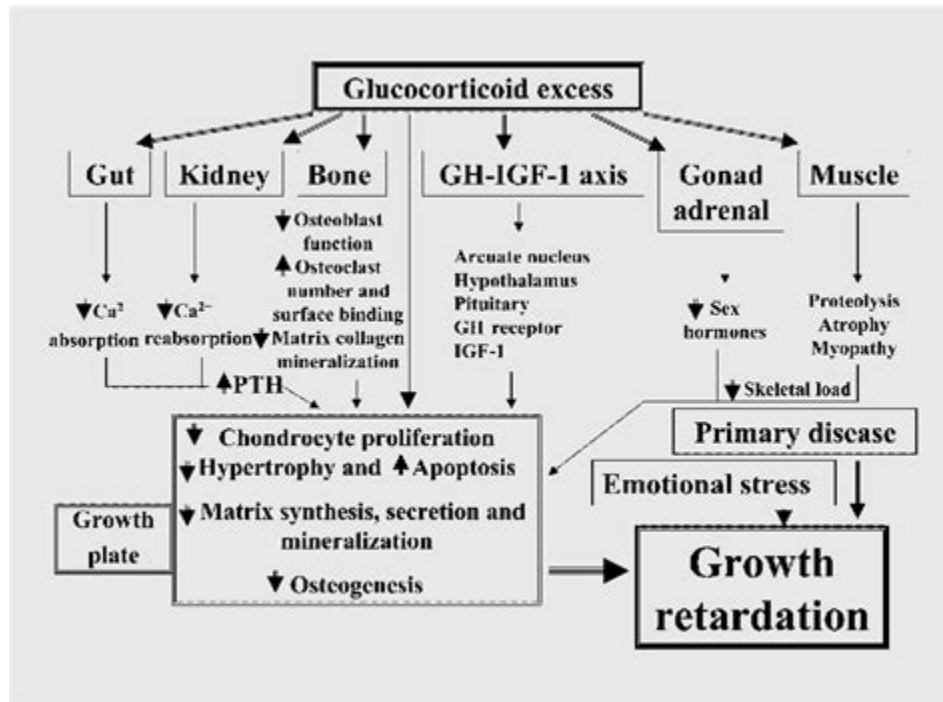 Glucocorticoid excess
Gut
Kidney
Bone
GH-IGF-1 axis
Gonad
adrenal
Muscle
Osteoblast
function
Osteoclast
number and
surface binding
Matrix collagen
mineralization
Arcuate nucleus
Hypothalamus
Pituitary
GH receptor
IGF-1
Ca²
absorption
Ca²⁻
reabsorption
Sex
hormones
Proteolysis
Atrophy
Myopathy
PTH
Skeletal load
Chondrocyte proliferation
Hypertrophy and Apoptosis
Matrix synthesis, secretion and
mineralization
Osteogenesis
Growth
plate
Primary disease
Emotional stress
Growth
retardation